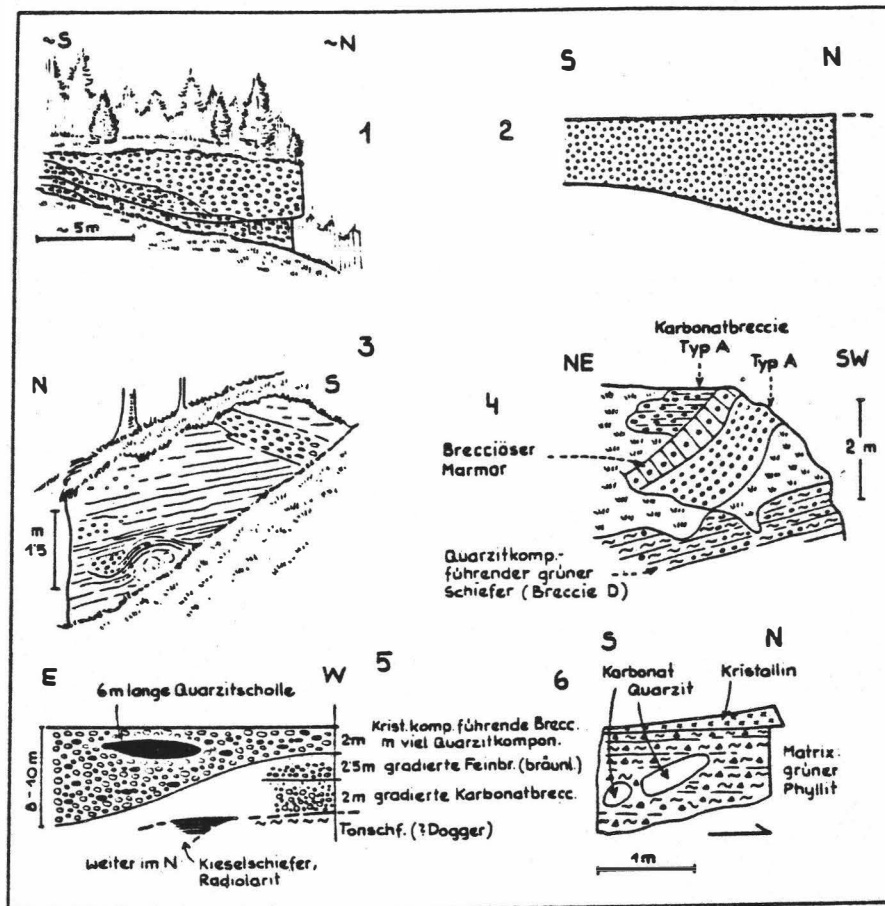 ~S
~N
1
~ 5m
2
S
N
3
N
S
m
1'5
4
Karbonatbreccie
Typ A
Typ A
NE
SW
Brecciöser
Marmor
2 m
Quarzitkomp.-
führender grüner
Schiefer (Breccie D)
5
E
W
6m lange Quarzitscholle
8-10m
2m Krist.komp.führende Brecc.
m viel Quarzitkompon.
2'5m gradierte Feinbr. (bräunl.)
2m gradierte Karbonatbrecc.
Tonschf. (?Dogger)
weiter im N
Kieselschiefer,
Radiolarit
6
S
N
Karbonat
Quarzit
Kristallin
Matrix:
grüner
Phyllit
1m